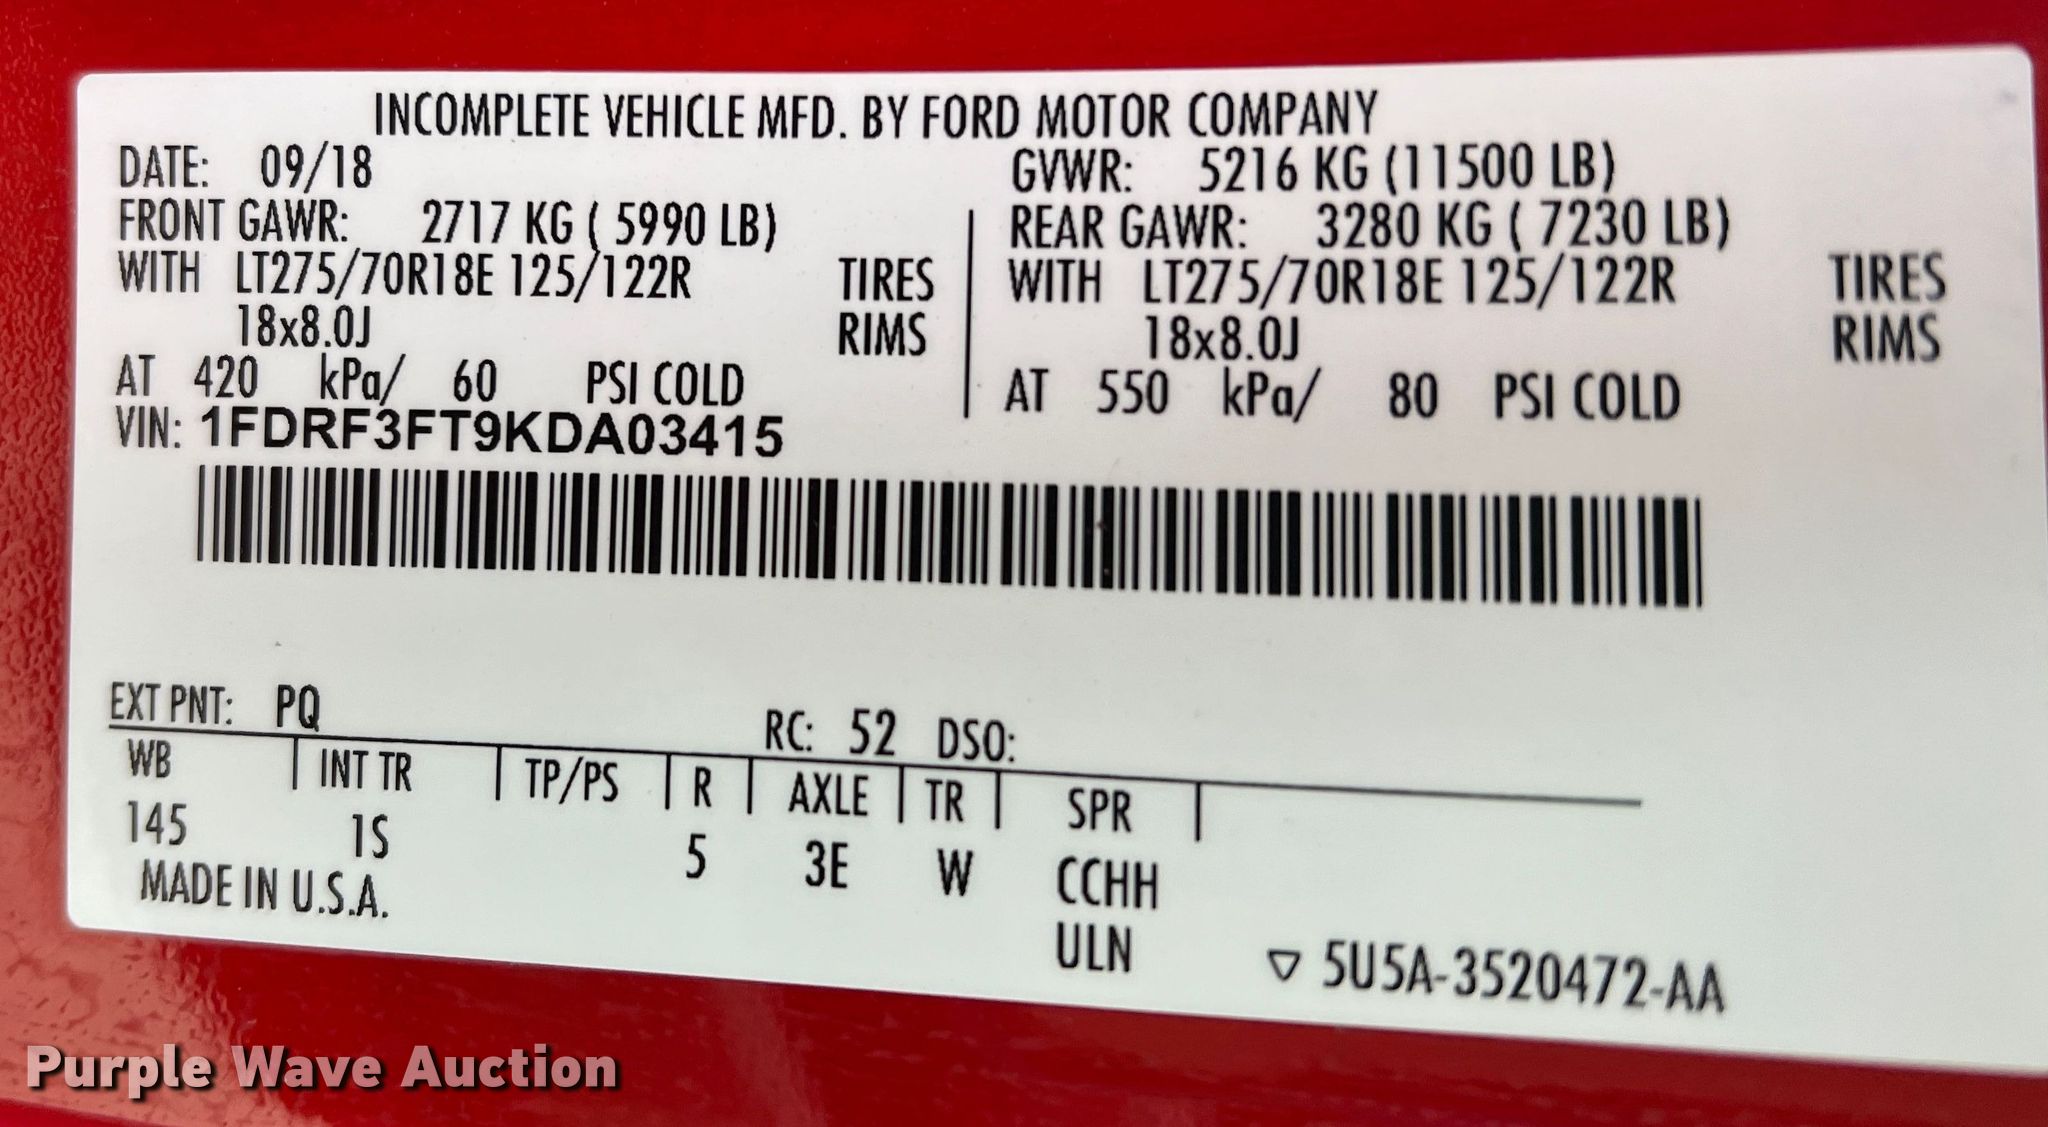 INCOMPLETE VEHICLE MFD. BY FORD MOTOR COMPANY
DATE: 09/18 GVWR: 5216 KG (11500 LB)
FRONT GAWR: 2717 KG ( 5990 LB) REAR GAWR: 3280 KG ( 7230 LB)
WITH LT275/70R18E 125/122R TIRES WITH LT275/70R18E 125/122R TIRES
18x8.0J RIMS 18x8.0J RIMS
AT 420 kPa/ 60 PSI COLD AT 550 kPa/ 80 PSI COLD
VIN: 1FDRF3FT9KDA03415
EXT PNT: PQ RC: 52 DSO:
WB INT TR TP/PS R AXLE TR SPR
145 1S 5 3E W CCHH
MADE IN U.S.A. ULN
▽ 5U5A-3520472-AA
Purple Wave Auction